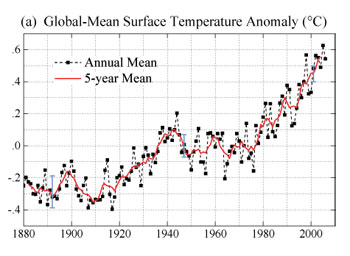 (a) Global-Mean Surface Temperature Anomaly (°C)
.6
Annual Mean
5-year Mean
.4
.2
0.
-.2
-.4
1880 1900 1920 1940 1960 1980 2000